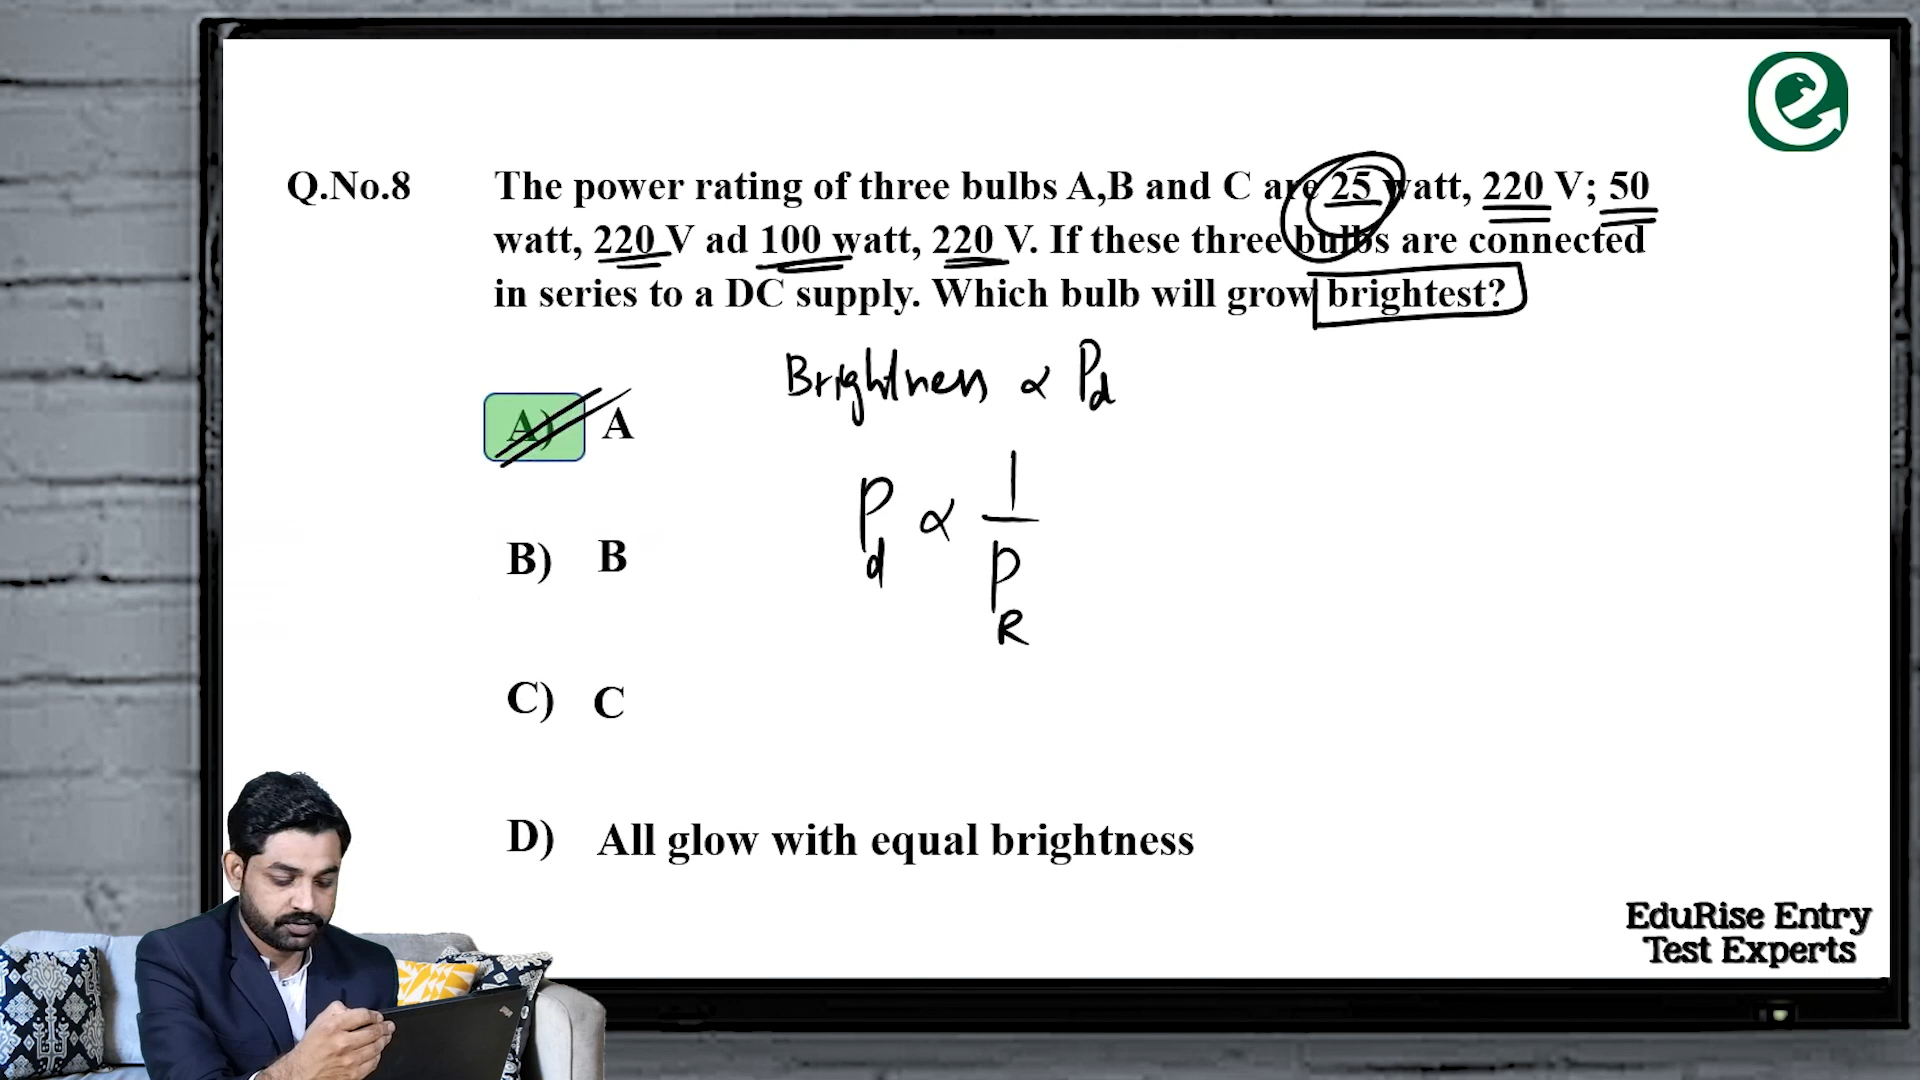 Q.No.8 The power rating of three bulbs A,B and C are 25 watt, 220 V; 50
watt, 220 V ad 100 watt, 220 V. If these three bulbs are connected
in series to a DC supply. Which bulb will grow brightest?
Brightness ∝ Pd
A) A
Pd ∝ 1/PR
B) B
C) C
D) All glow with equal brightness
EduRise Entry
Test Experts